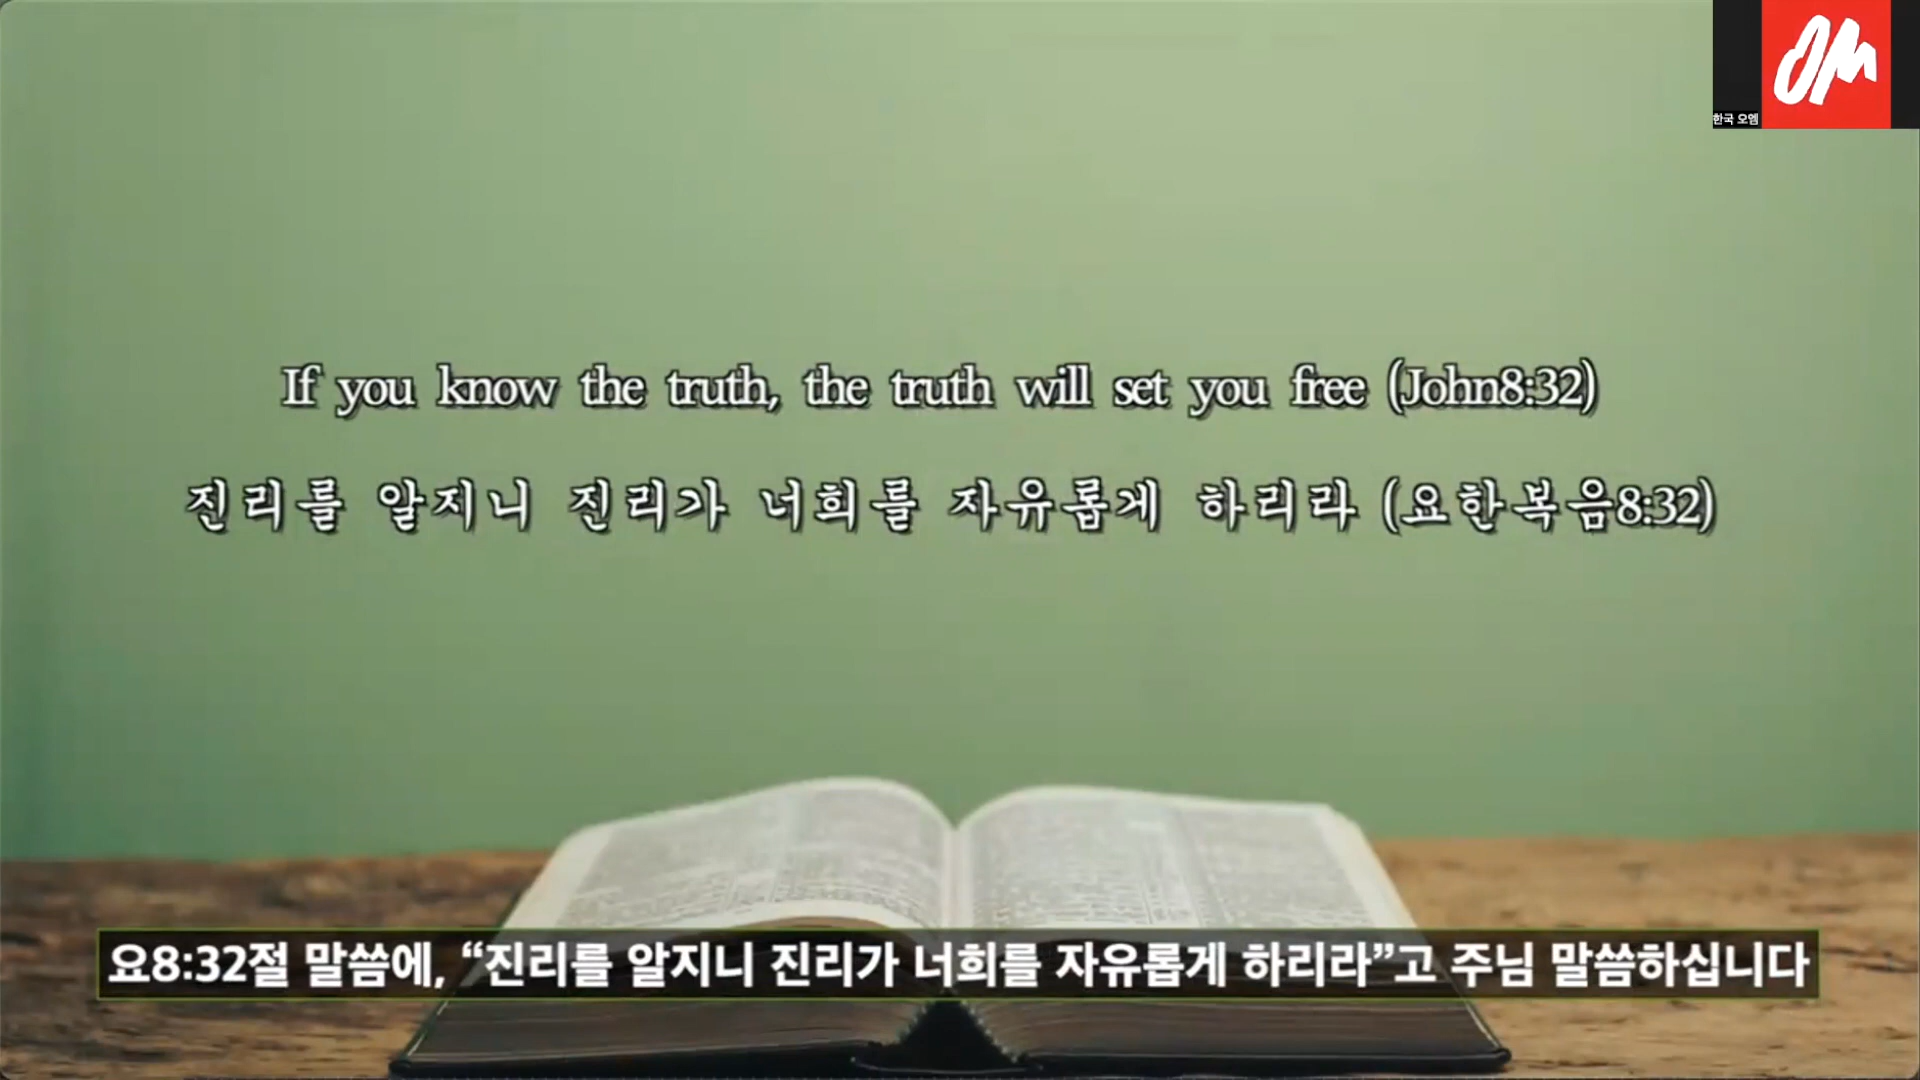 OM
한국 오엠
If you know the truth, the truth will set you free (John8:32)
진리를 알지니 진리가 너희를 자유롭게 하리라 (요한복음8:32)
요8:32절 말씀에, “진리를 알지니 진리가 너희를 자유롭게 하리라”고 주님 말씀하십니다